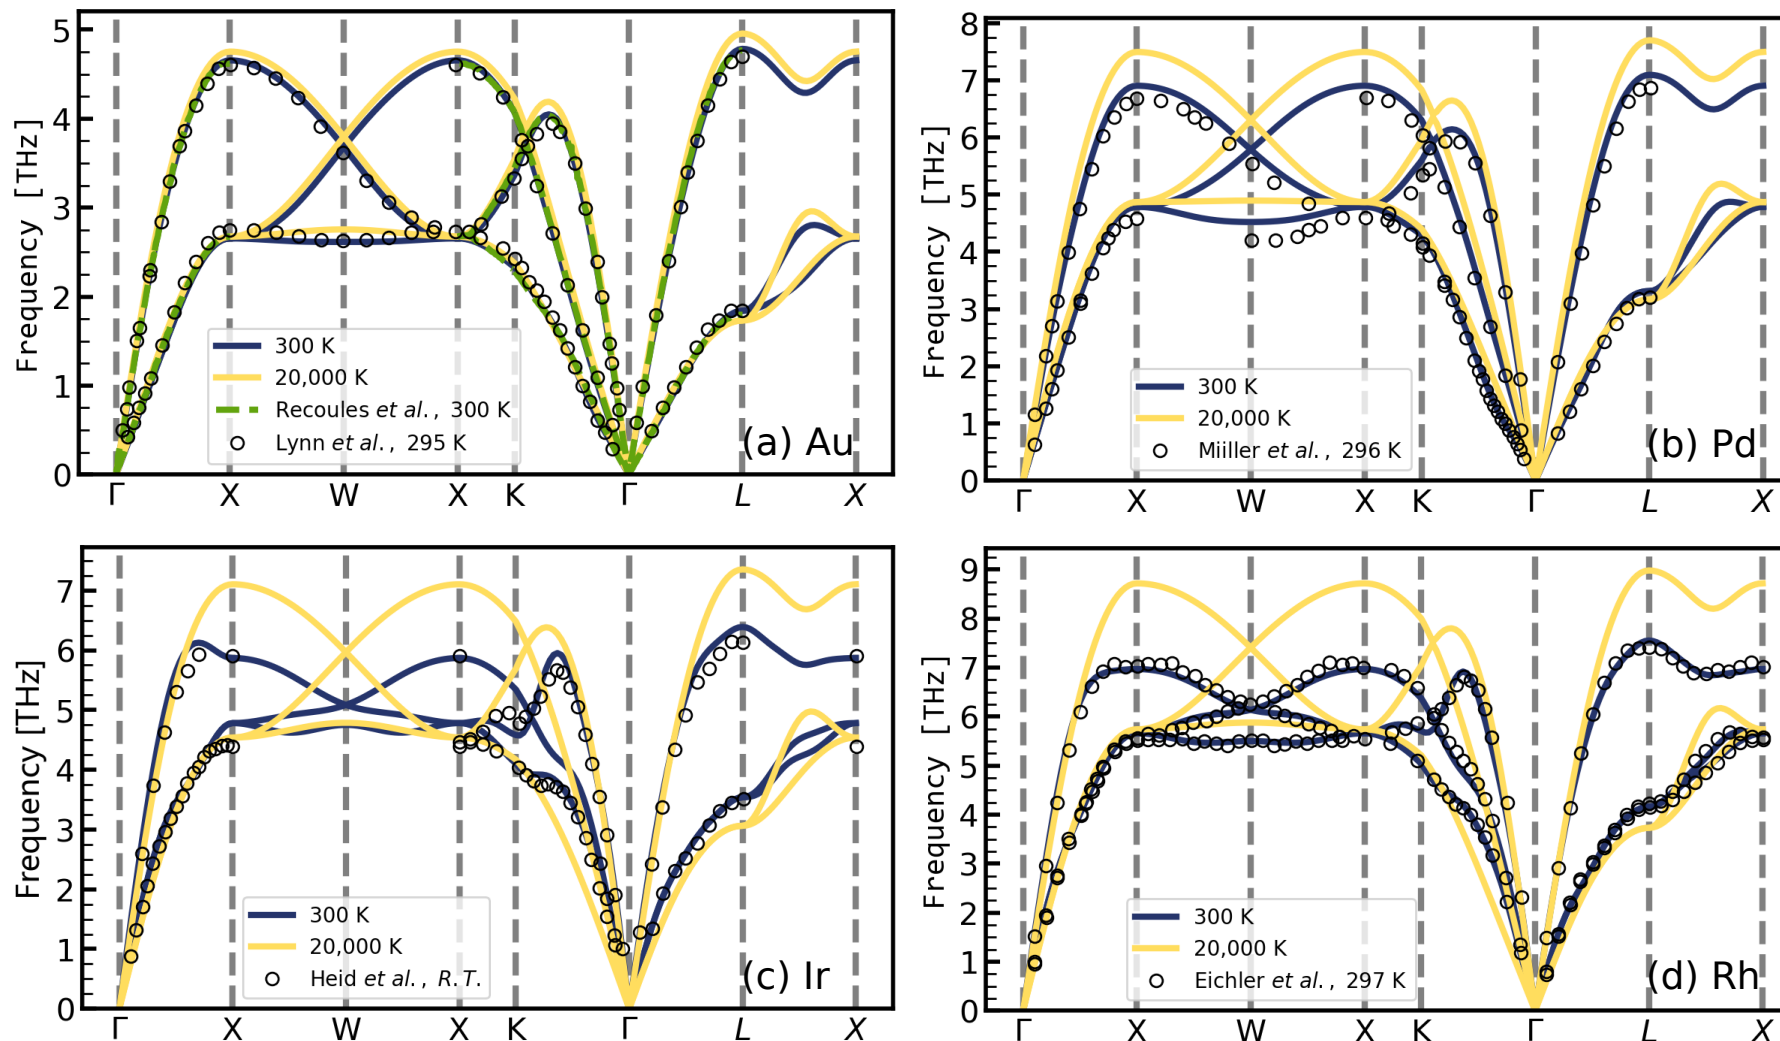 5
4
3
2
1
0
Frequency [THz]
300 K
20,000 K
Recoules et al., 300 K
Lynn et al., 295 K
(a) Au
Γ X W X K Γ L X
8
7
6
5
4
3
2
1
0
Frequency [THz]
300 K
20,000 K
Miiller et al., 296 K
(b) Pd
Γ X W X K Γ L X
7
6
5
4
3
2
1
0
Frequency [THz]
300 K
20,000 K
Heid et al., R.T.
(c) Ir
Γ X W X K Γ L X
9
8
7
6
5
4
3
2
1
0
Frequency [THz]
300 K
20,000 K
Eichler et al., 297 K
(d) Rh
Γ X W X K Γ L X